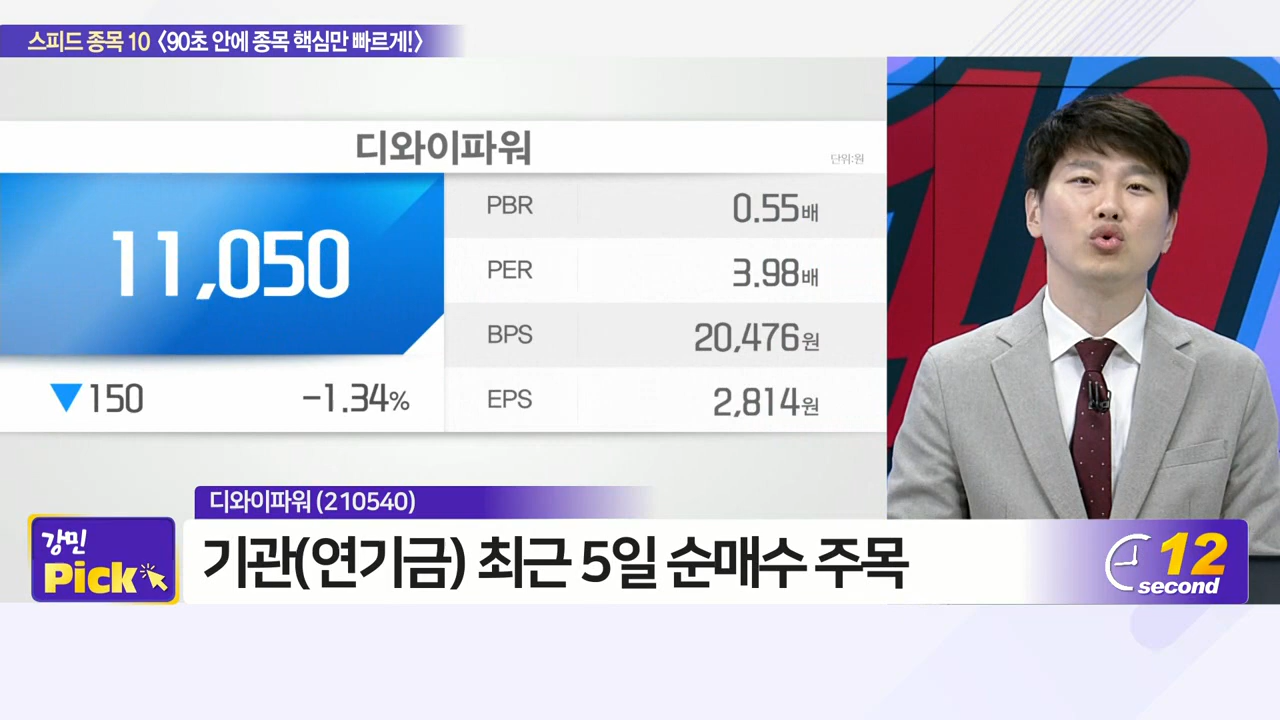 스피드 종목 10 〈90초 안에 종목 핵심만 빠르게!〉
디와이파워
단위:원
11,050
▼150 -1.34%
PBR 0.55배
PER 3.98배
BPS 20,476원
EPS 2,814원
디와이파워 (210540)
강민
Pick
기관(연기금) 최근 5일 순매수 주목
12
second
10